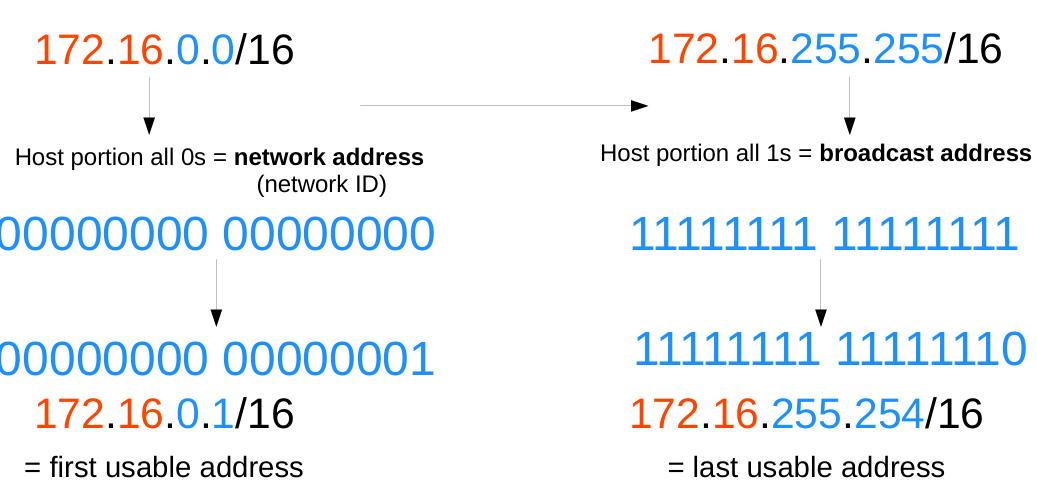 172.16.0.0/16
Host portion all 0s = network address
(network ID)
00000000 00000000
00000000 00000001
172.16.0.1/16
= first usable address
172.16.255.255/16
Host portion all 1s = broadcast address
11111111 11111111
11111111 11111110
172.16.255.254/16
= last usable address